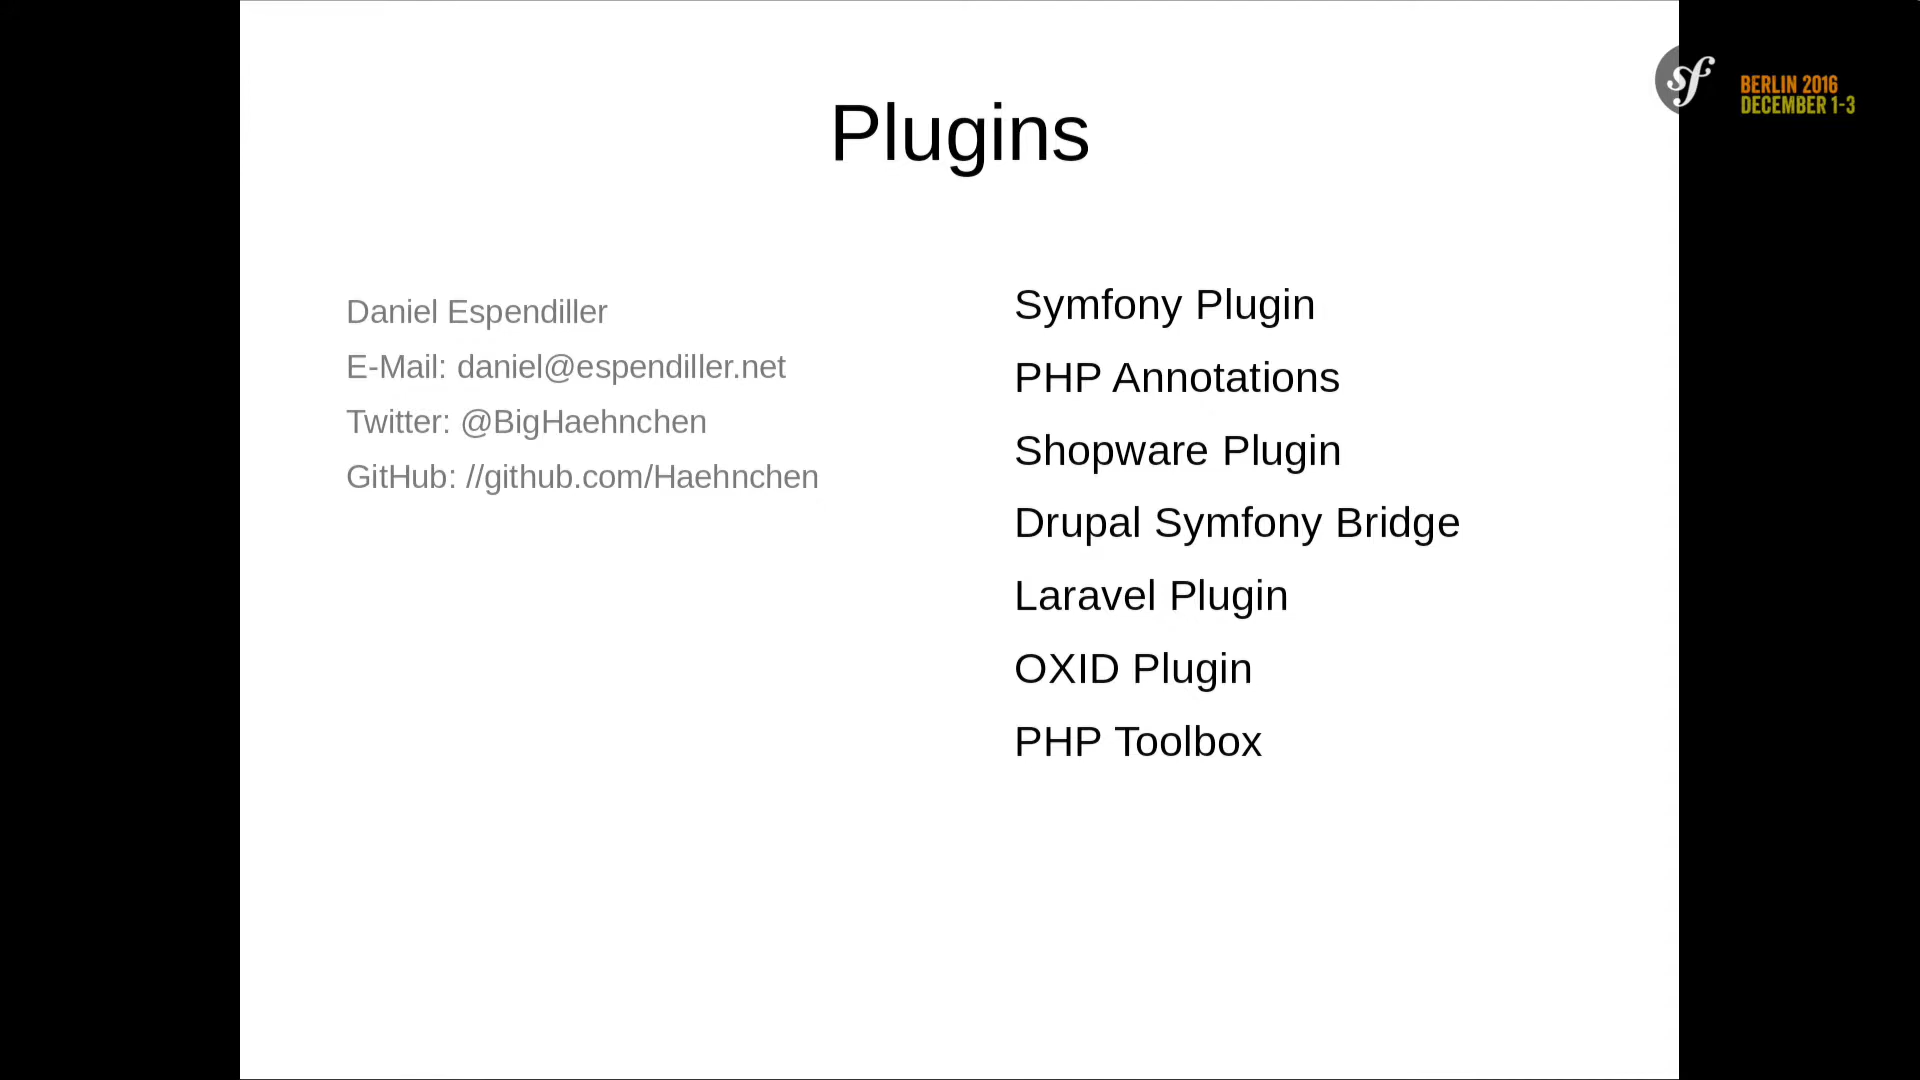 Plugins
sf
BERLIN 2016
DECEMBER 1-3
Daniel Espendiller
E-Mail: daniel@espendiller.net
Twitter: @BigHaehnchen
GitHub: //github.com/Haehnchen
Symfony Plugin
PHP Annotations
Shopware Plugin
Drupal Symfony Bridge
Laravel Plugin
OXID Plugin
PHP Toolbox